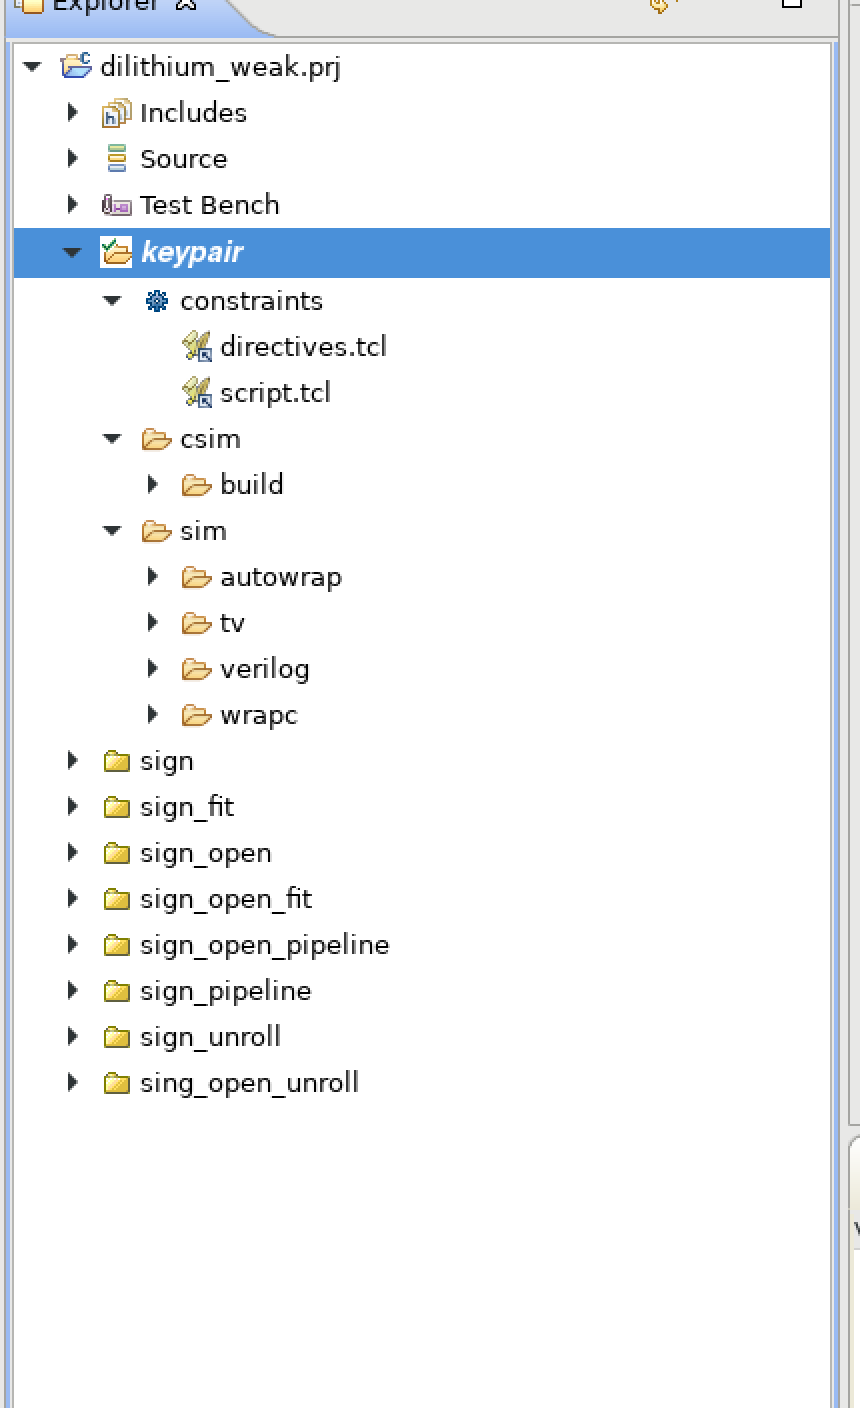 Explorer
dilithium_weak.prj
Includes
Source
Test Bench
keypair
constraints
directives.tcl
script.tcl
csim
build
sim
autowrap
tv
verilog
wrapc
sign
sign_fit
sign_open
sign_open_fit
sign_open_pipeline
sign_pipeline
sign_unroll
sing_open_unroll